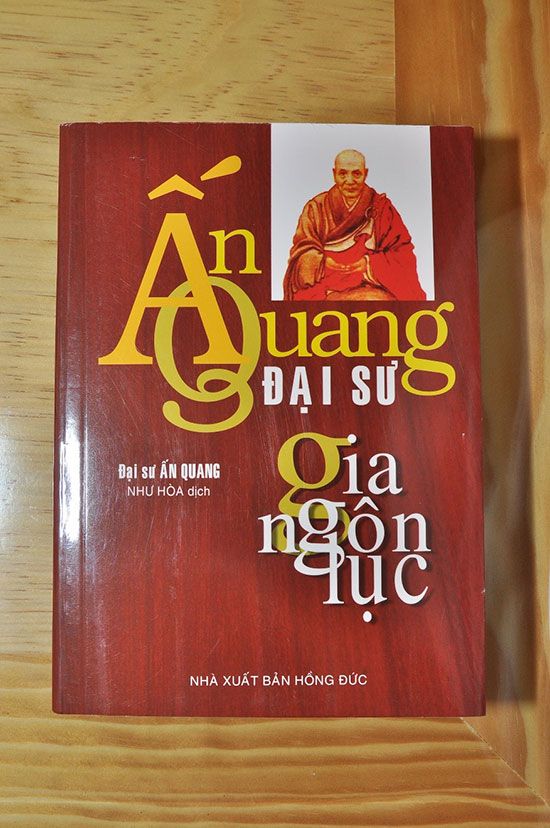 Ấn
Quang
ĐẠI SƯ
gia
ngôn
lục
Đại sư ẤN QUANG
NHƯ HÒA dịch
NHÀ XUẤT BẢN HỒNG ĐỨC